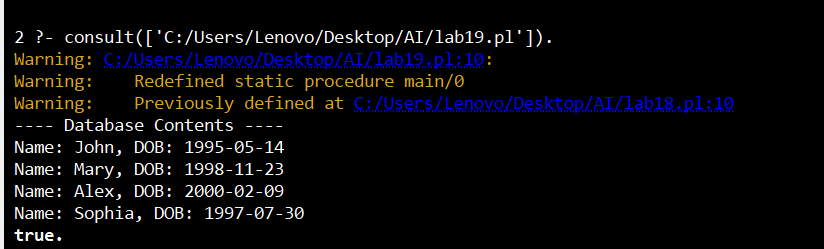 2 ?- consult(['C:/Users/Lenovo/Desktop/AI/lab19.pl']).
Warning: C:/Users/Lenovo/Desktop/AI/lab19.pl:10:
Warning:    Redefined static procedure main/0
Warning:    Previously defined at C:/Users/Lenovo/Desktop/AI/lab18.pl:10
---- Database Contents ----
Name: John, DOB: 1995-05-14
Name: Mary, DOB: 1998-11-23
Name: Alex, DOB: 2000-02-09
Name: Sophia, DOB: 1997-07-30
true.